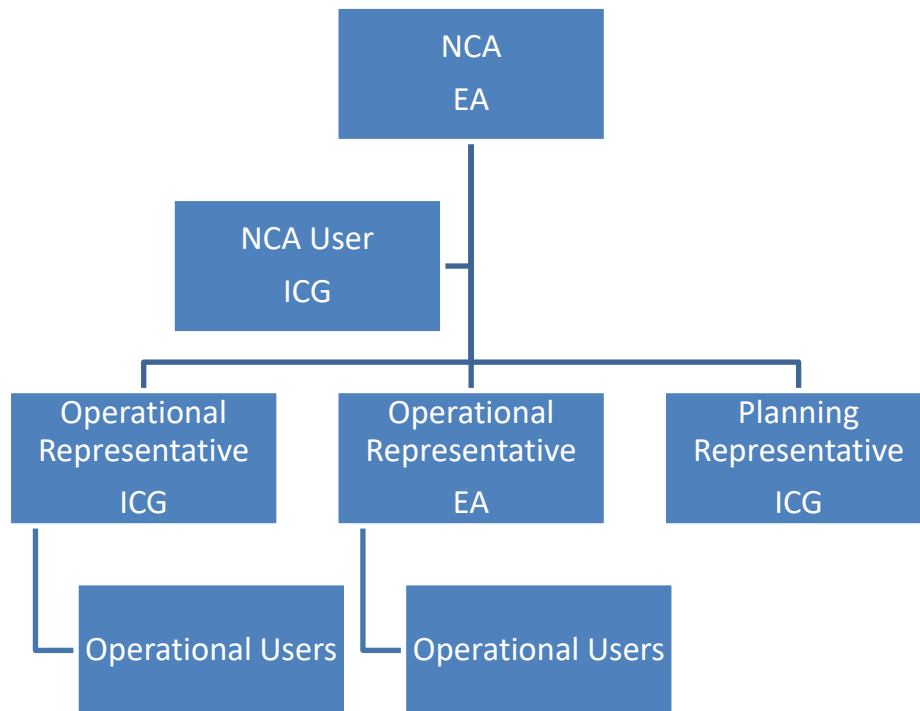 NCA
EA
NCA User
ICG
Operational
Representative
ICG
Operational
Representative
EA
Planning
Representative
ICG
Operational Users
Operational Users